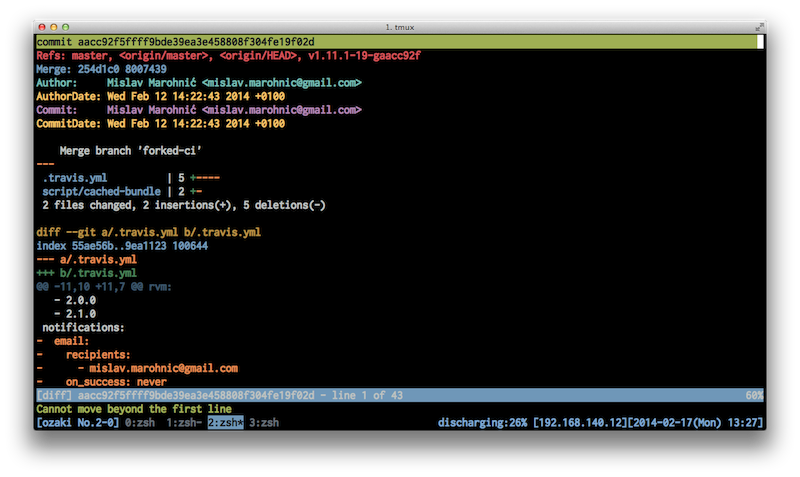 1. tmux
commit aacc92f5ffff9bde39ea3e458808f304fe19f02d
Refs: master, <origin/master>, <origin/HEAD>, v1.11.1-19-gaacc92f
Merge: 254d1c0 8007439
Author:     Mislav Marohnić <mislav.marohnic@gmail.com>
AuthorDate: Wed Feb 12 14:22:43 2014 +0100
Commit:     Mislav Marohnić <mislav.marohnic@gmail.com>
CommitDate: Wed Feb 12 14:22:43 2014 +0100
    Merge branch 'forked-ci'
---
 .travis.yml          | 5 +----
 script/cached-bundle | 2 +-
 2 files changed, 2 insertions(+), 5 deletions(-)
diff --git a/.travis.yml b/.travis.yml
index 55ae56b..9ea1123 100644
--- a/.travis.yml
+++ b/.travis.yml
@@ -11,10 +11,7 @@ rvm:
   - 2.0.0
   - 2.1.0
 notifications:
-  email:
-    recipients:
-      - mislav.marohnic@gmail.com
-    on_success: never
[diff] aacc92f5ffff9bde39ea3e458808f304fe19f02d - line 1 of 43 60%
Cannot move beyond the first line
[ozaki No.2-0] 0:zsh  1:zsh- 2:zsh* 3:zsh discharging:26% [192.168.140.12][2014-02-17(Mon) 13:27]